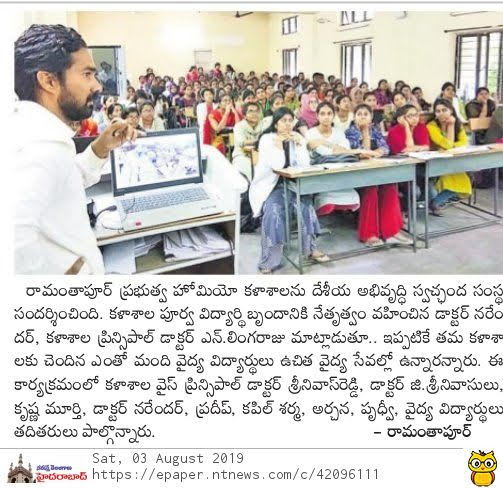 రామంతాపూర్ ప్రభుత్వ హోమియో కళాశాలను దేశీయ అభివృద్ధి స్వచ్ఛంద సంస్థ
సందర్శించింది. కళాశాల పూర్వ విద్యార్థి బృందానికి నేతృత్వం వహించిన డాక్టర్ నరేం
దర్, కళాశాల ప్రిన్సిపాల్ డాక్టర్ ఎన్.లింగరాజు మాట్లాడుతూ.. ఇప్పటికే తమ కళాశా
లకు చెందిన ఎంతో మంది వైద్య విద్యార్థులు ఉచిత వైద్య సేవల్లో ఉన్నారన్నారు. ఈ
కార్యక్రమంలో కళాశాల వైస్ ప్రిన్సిపాల్ డాక్టర్ శ్రీనివాస్‌రెడ్డి, డాక్టర్ జి.శ్రీనివాసులు,
కృష్ణ మూర్తి, డాక్టర్ నరేందర్, ప్రదీప్, కపిల్ శర్మ, అర్చన, పృధ్వీ, వైద్య విద్యార్థులు
తదితరులు పాల్గొన్నారు. – రామంతాపూర్
నమస్తే తెలంగాణ
హైదరాబాద్
Sat, 03 August 2019
https://epaper.ntnews.com/c/42096111